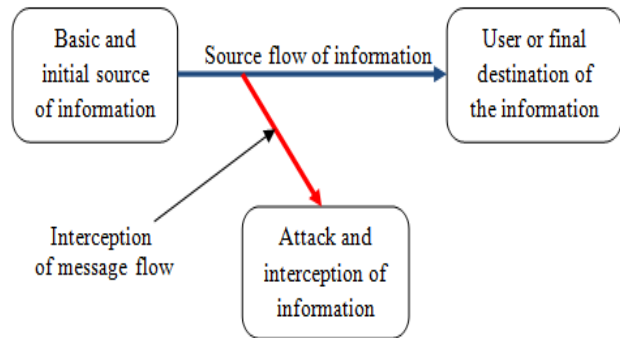 Basic and
initial source
of information
Source flow of information
User or final
destination of
the information
Interception
of message flow
Attack and
interception of
information